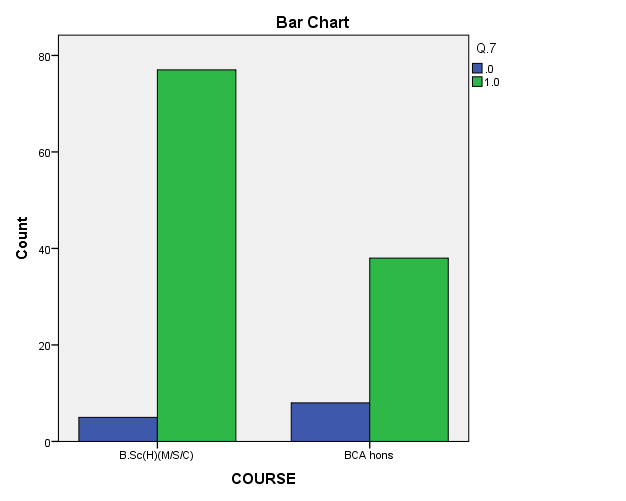 Bar Chart
Q.7
.0
1.0
80
60
40
20
0
Count
B.Sc(H)(M/S/C)
BCA hons
COURSE